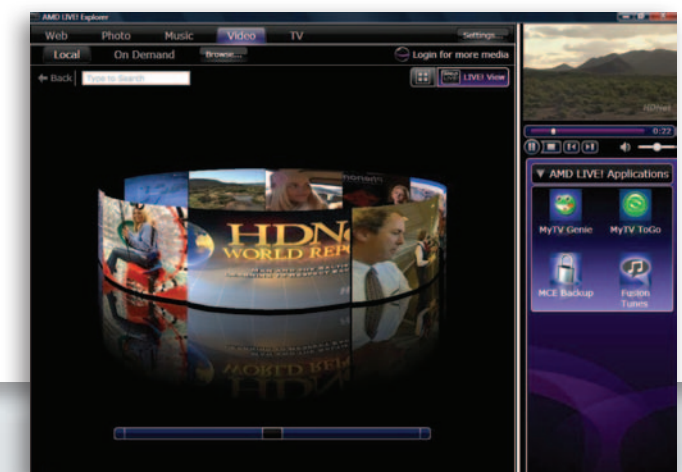 AMD LIVE! Explorer
Web Photo Music Video TV Settings...
Local On Demand Browse... Login for more media
Back Type to Search LIVE! View
HDNet
0:22
AMD LIVE! Applications
MyTV Genie MyTV ToGo
MCE Backup Fusion Tunes
HDNe
WORLD REPO